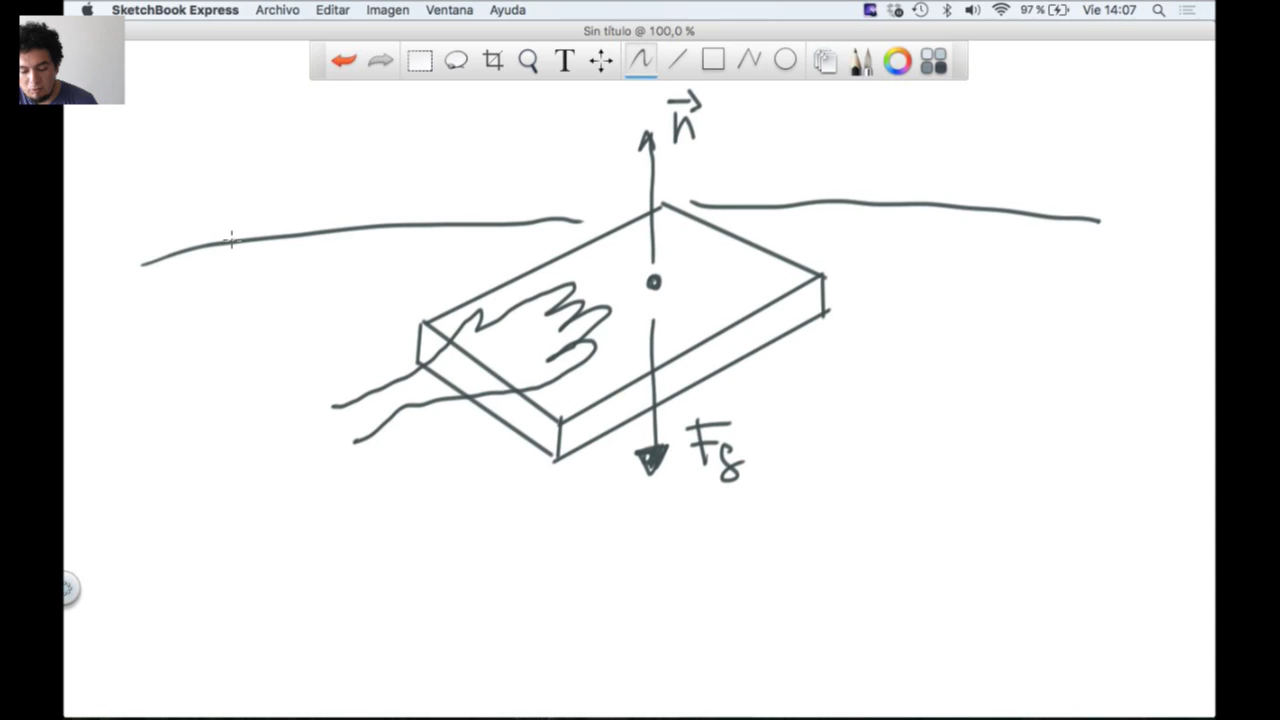 SketchBook Express Archivo Editar Imagen Ventana Ayuda 97 % Vie 14:07
Sin título @ 100,0 %
T
n
Fg